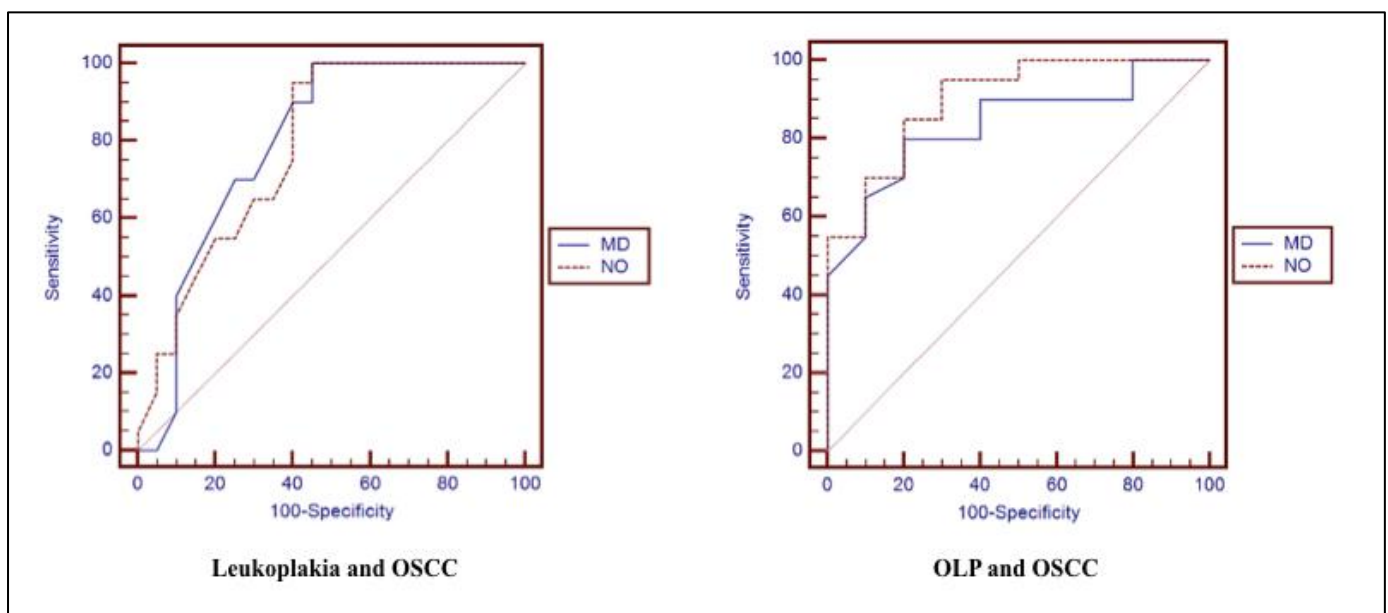 100
80
60
40
20
0
Sensitivity
0 20 40 60 80 100
100-Specificity
MD
NO
Leukoplakia and OSCC
100
80
60
40
20
0
Sensitivity
0 20 40 60 80 100
100-Specificity
MD
NO
OLP and OSCC